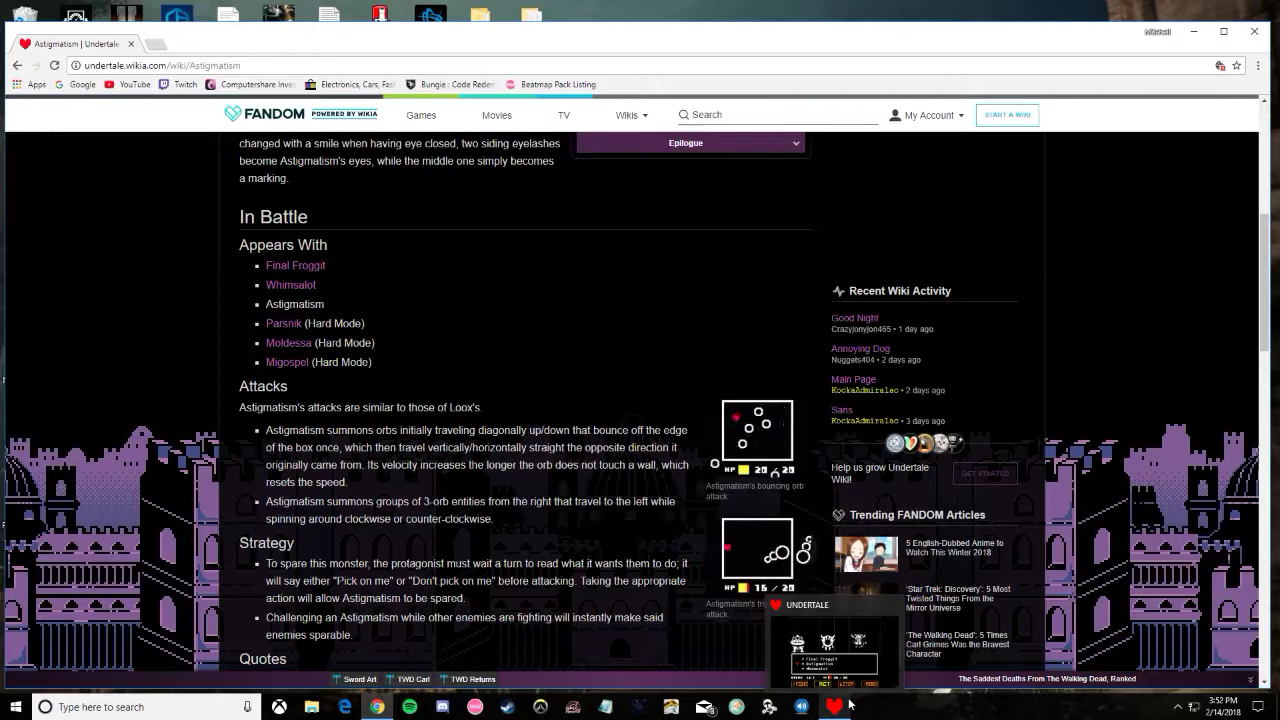 Mitchell
Astigmatism | Undertale
undertale.wikia.com/wiki/Astigmatism
Apps
Google
YouTube
Twitch
Computershare Inves
Electronics, Cars, Fas
Bungie : Code Redem
Beatmap Pack Listing
FANDOM POWERED BY WIKIA
Games
Movies
TV
Wikis
Search
My Account
START A WIKI
changed with a smile when having eye closed, two siding eyelashes
become Astigmatism's eyes, while the middle one simply becomes
a marking.
Epilogue
In Battle
Appears With
Final Froggit
Whimsalot
Astigmatism
Parsnik (Hard Mode)
Moldessa (Hard Mode)
Migospel (Hard Mode)
Attacks
Astigmatism's attacks are similar to those of Loox's.
Astigmatism summons orbs initially traveling diagonally up/down that bounce off the edge
of the box once, which then travel vertically/horizontally straight the opposite direction it
originally came from. Its velocity increases the longer the orb does not touch a wall, which
resets the speed.
Astigmatism summons groups of 3-orb entities from the right that travel to the left while
spinning around clockwise or counter-clockwise.
HP 20 / 20
Astigmatism's bouncing orb
attack
HP 16 / 20
Astigmatism's
attack.
Strategy
To spare this monster, the protagonist must wait a turn to read what it wants them to do; it
will say either "Pick on me" or "Don't pick on me" before attacking. Taking the appropriate
action will allow Astigmatism to be spared.
Challenging an Astigmatism while other enemies are fighting will instantly make said
enemies sparable.
Quotes
Recent Wiki Activity
Good Night
Crazyjonyjon465 • 1 day ago
Annoying Dog
Nuggets404 • 2 days ago
Main Page
KockaAdmiralac • 2 days ago
Sans
KockaAdmiralac • 3 days ago
Help us grow Undertale
Wiki!
GET STARTED
Trending FANDOM Articles
5 English-Dubbed Anime to
Watch This Winter 2018
'Star Trek: Discovery': 5 Most
Twisted Things From the
Mirror Universe
'The Walking Dead': 5 Times
Carl Grimes Was the Bravest
Character
UNDERTALE
Final Froggit
Astigmatism
Whimsalot
Sword Art
TWD Carl
TWD Returns
The Saddest Deaths From The Walking Dead, Ranked
Type here to search
3:52 PM
2/14/2018